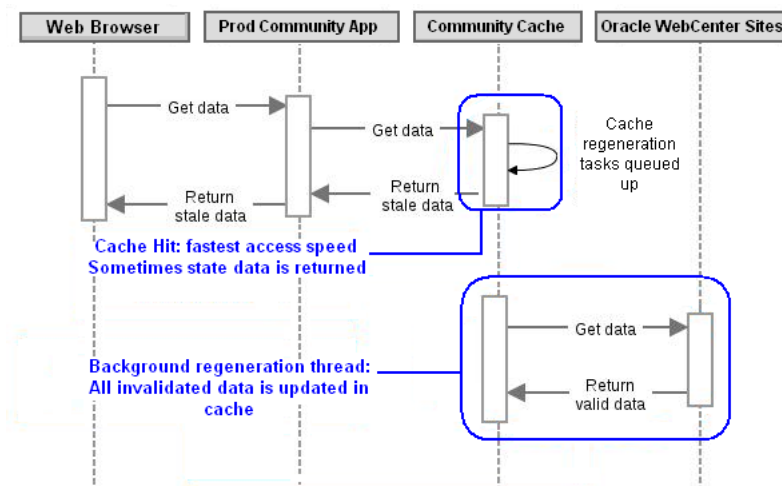 Web Browser
Prod Community App
Community Cache
Oracle WebCenter Sites
Get data
Get data
Cache
regeneration
tasks queued
up
Return
stale data
Return
stale data
Cache Hit: fastest access speed
Sometimes state data is returned
Get data
Background regeneration thread:
All invalidated data is updated in
cache
Return
valid data